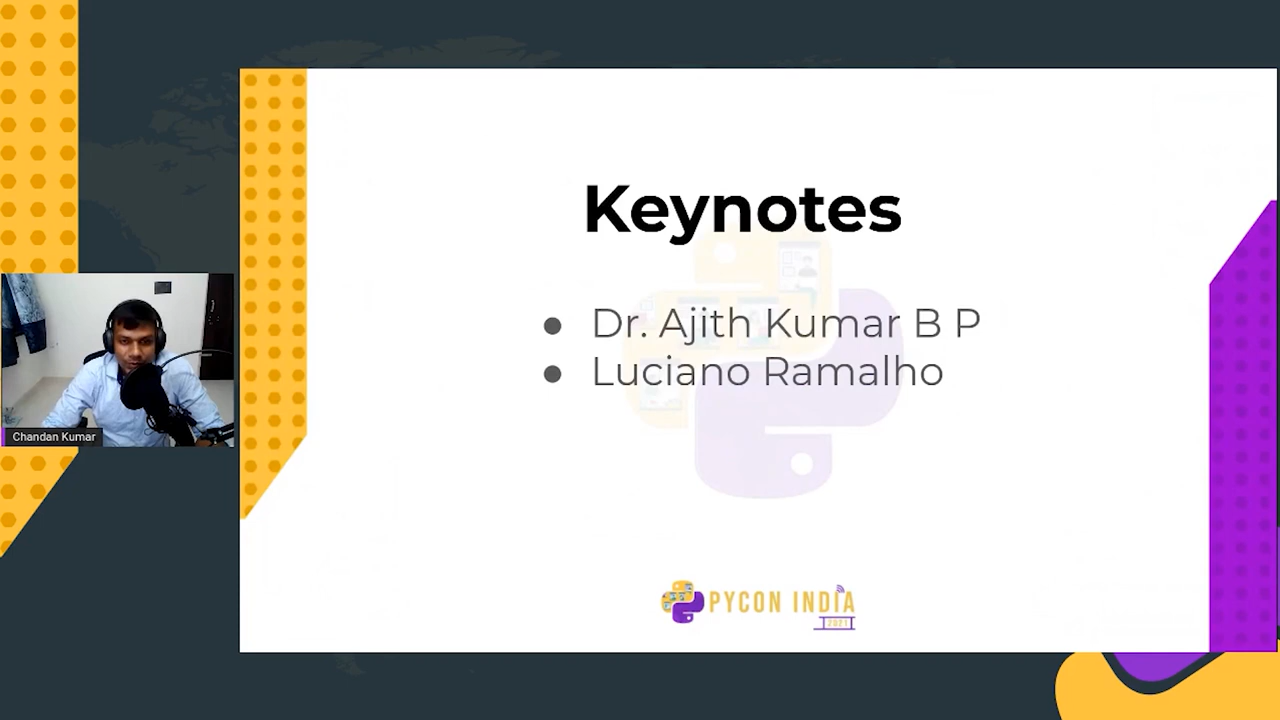 Keynotes
● Dr. Ajith Kumar B P
● Luciano Ramalho
Chandan Kumar
PYCON INDIA
2021